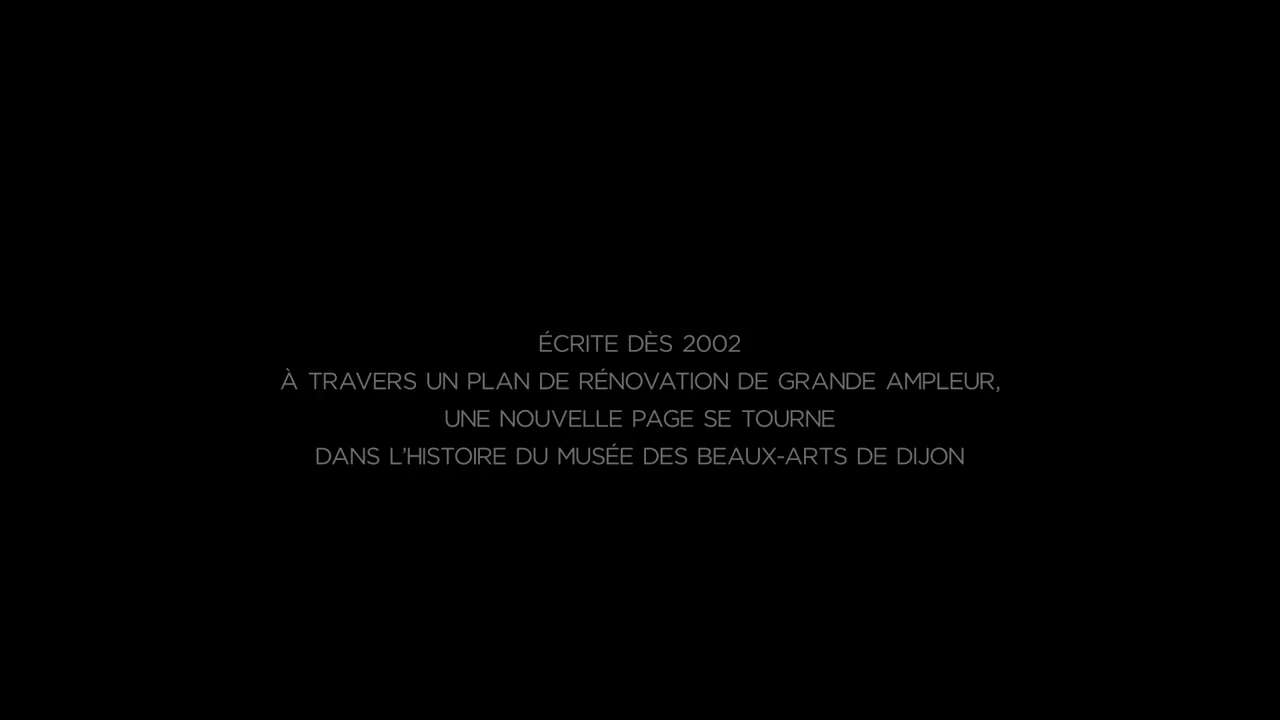 ÉCRITE DÈS 2002
À TRAVERS UN PLAN DE RÉNOVATION DE GRANDE AMPLEUR,
UNE NOUVELLE PAGE SE TOURNE
DANS L’HISTOIRE DU MUSÉE DES BEAUX-ARTS DE DIJON